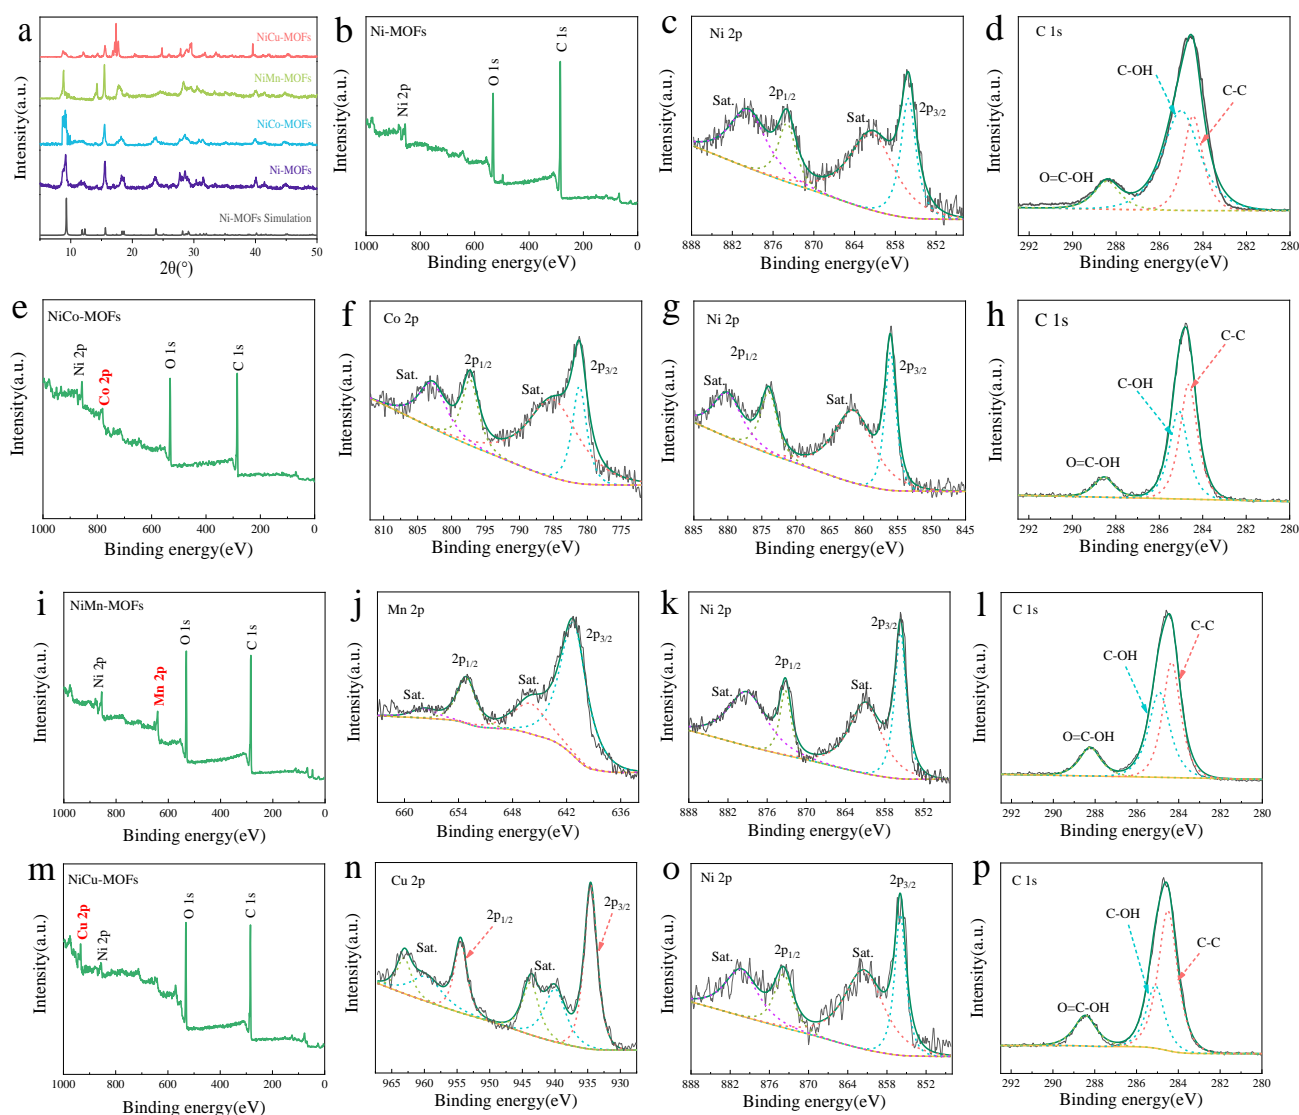 a
NiCu-MOFs
NiMn-MOFs
NiCo-MOFs
Ni-MOFs
Ni-MOFs Simulation
Intensity(a.u.)
10 20 30 40 50
2θ(°)
b
Ni-MOFs
Ni 2p
O 1s
C 1s
Intensity(a.u.)
1000 800 600 400 200 0
Binding energy(eV)
c
Ni 2p
Sat.
2p1/2
Sat.
2p3/2
Intensity(a.u.)
888 882 876 870 864 858 852
Binding energy(eV)
d
C 1s
C-OH
C-C
O=C-OH
Intensity(a.u.)
292 290 288 286 284 282 280
Binding energy(eV)
e
NiCo-MOFs
Ni 2p
Co 2p
O 1s
C 1s
Intensity(a.u.)
1000 800 600 400 200 0
Binding energy(eV)
f
Co 2p
Sat.
2p1/2
Sat.
2p3/2
Intensity(a.u.)
810 804 798 792 786 780 774
Binding energy(eV)
g
Ni 2p
Sat.
2p1/2
Sat.
2p3/2
Intensity(a.u.)
885 880 875 870 865 860 855 850 845
Binding energy(eV)
h
C 1s
C-C
C-OH
O=C-OH
Intensity(a.u.)
292 290 288 286 284 282 280
Binding energy(eV)
i
NiMn-MOFs
Ni 2p
Mn 2p
O 1s
C 1s
Intensity(a.u.)
1000 800 600 400 200 0
Binding energy(eV)
j
Mn 2p
Sat.
2p1/2
Sat.
2p3/2
Intensity(a.u.)
660 654 648 642 636
Binding energy(eV)
k
Ni 2p
Sat.
2p1/2
Sat.
2p3/2
Intensity(a.u.)
888 882 876 870 864 858 852
Binding energy(eV)
l
C 1s
C-C
C-OH
O=C-OH
Intensity(a.u.)
292 290 288 286 284 282 280
Binding energy(eV)
m
NiCu-MOFs
Cu 2p
Ni 2p
O 1s
C 1s
Intensity(a.u.)
1000 800 600 400 200 0
Binding energy(eV)
n
Cu 2p
Sat.
2p1/2
Sat.
2p3/2
Intensity(a.u.)
965 960 955 950 945 940 935 930
Binding energy(eV)
o
Ni 2p
Sat.
2p1/2
Sat.
2p3/2
Intensity(a.u.)
888 882 876 870 864 858 852
Binding energy(eV)
p
C 1s
C-OH
C-C
O=C-OH
Intensity(a.u.)
292 290 288 286 284 282 280
Binding energy(eV)